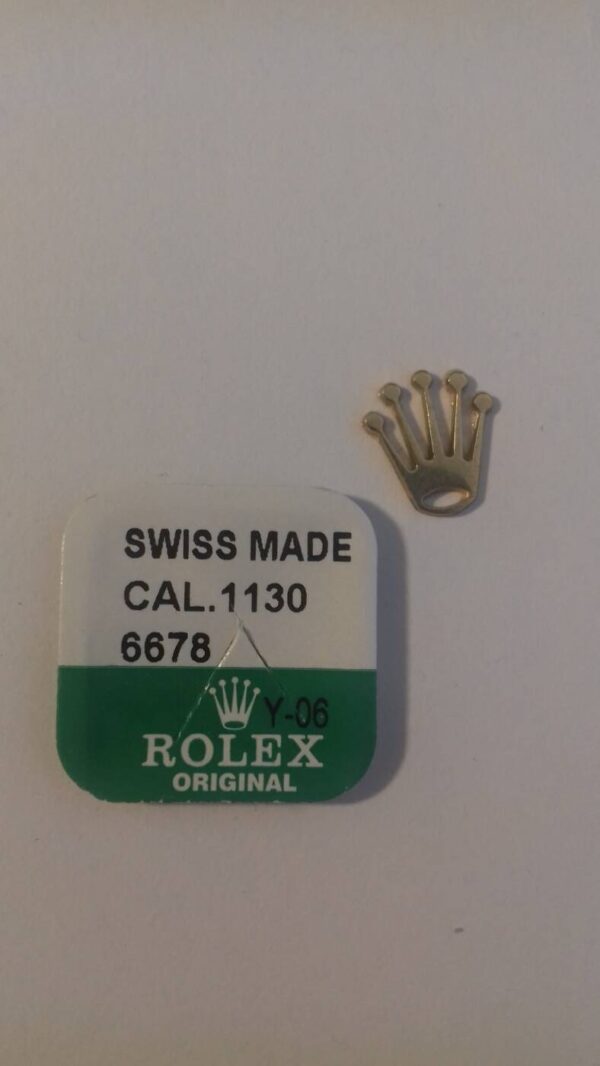 SWISS MADE
CAL.1130
6678
Y-06
ROLEX
ORIGINAL